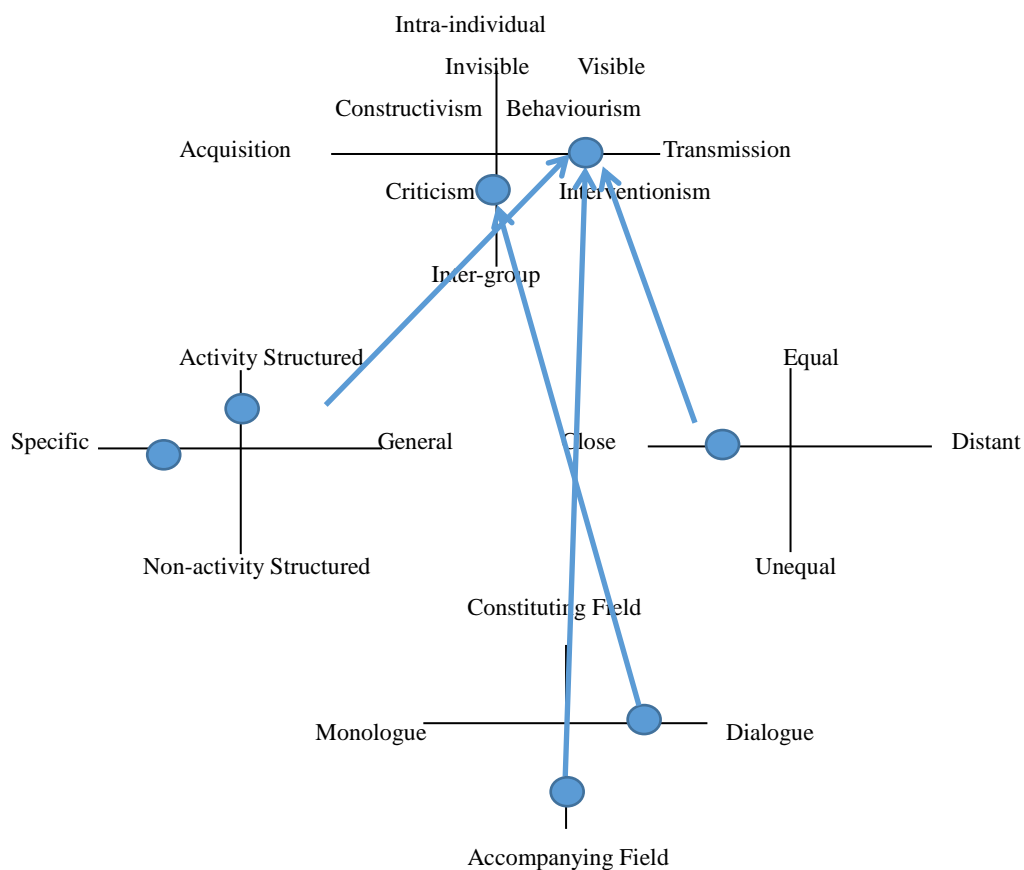 Intra-individual
Invisible Visible
Constructivism Behaviourism
Acquisition Transmission
Criticism Interventionism
Inter-group
Activity Structured Equal
Specific General Close Distant
Non-activity Structured Unequal
Constituting Field
Monologue Dialogue
Accompanying Field